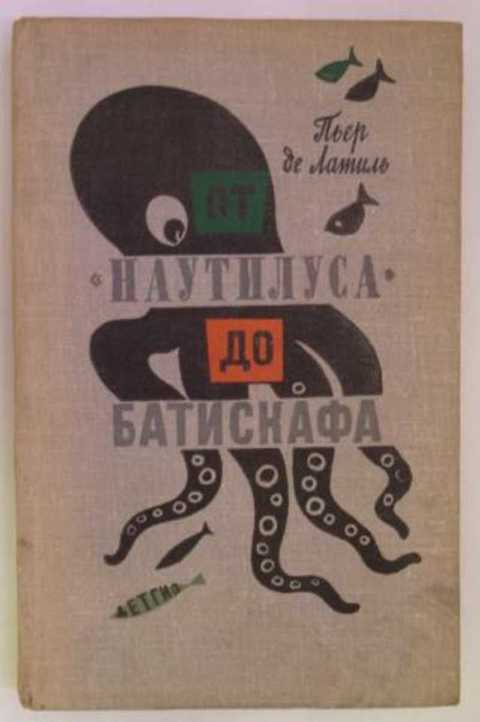 Пьер
де Латиль
ОТ
«НАУТИЛУСА»
ДО
БАТИСКАФА
ДЕТГИЗ